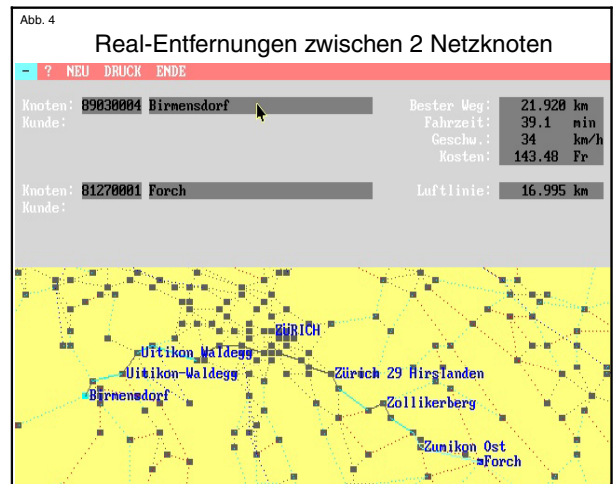 Abb. 4
Real-Entfernungen zwischen 2 Netzknoten
- ? NEU DRUCK ENDE
Knoten: 89030004 Birmensdorf Bester Weg: 21.920 km
Kunde: Fahrzeit: 39.1 min
Geschw.: 34 km/h
Kosten: 143.48 Fr
Knoten: 81270001 Forch Luftlinie: 16.995 km
Kunde:
ZüRICH
Uitikon Waldegg
Uitikon-Waldegg
Zürich 29 Hirslanden
Birmensdorf
Zollikerberg
Zumikon Ost
Forch